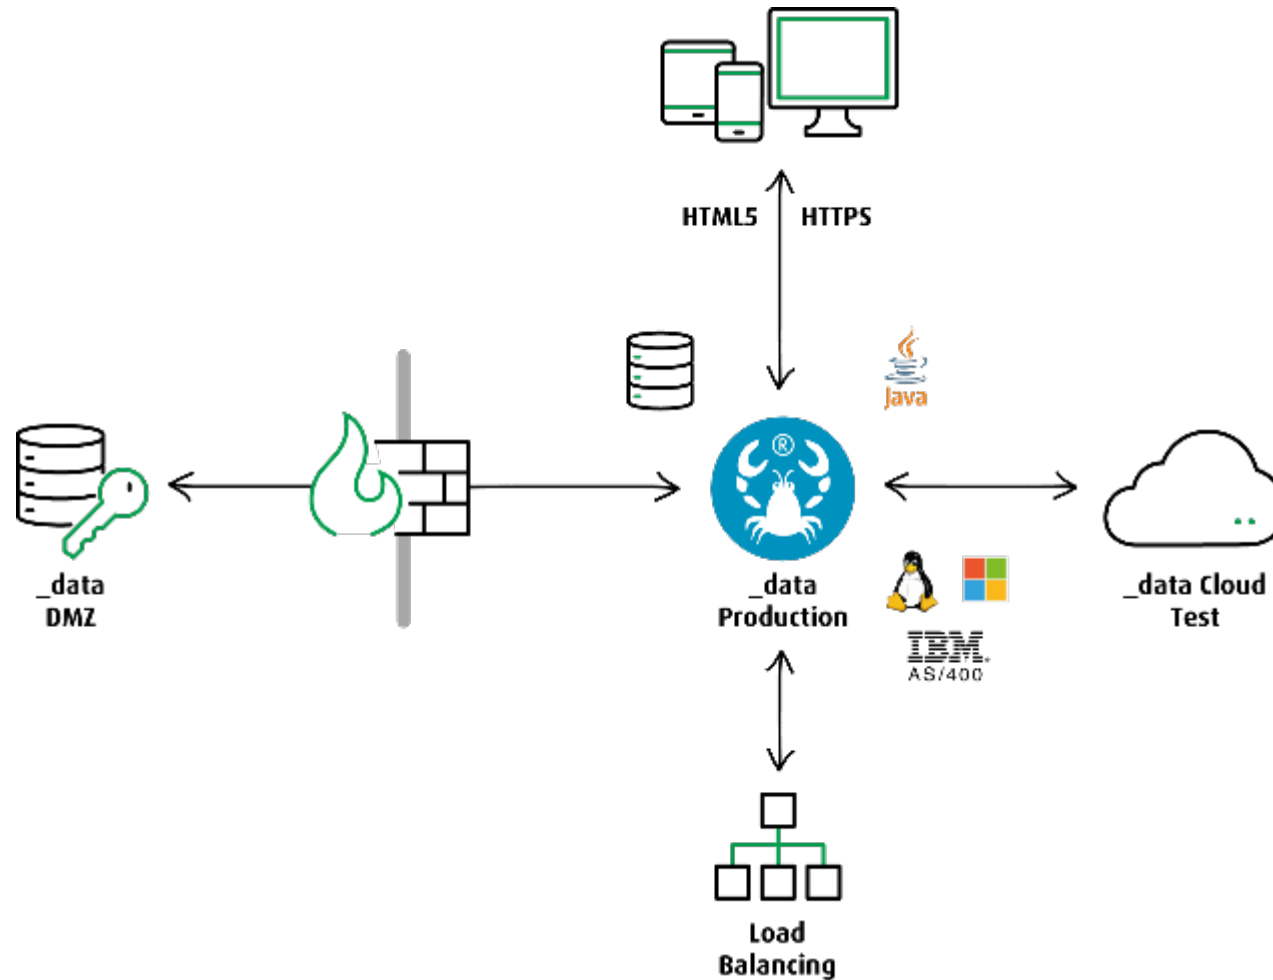 HTML5 HTTPS
Java
®
_data
DMZ
_data
Production
_data Cloud
Test
IBM.
AS/400
Load
Balancing